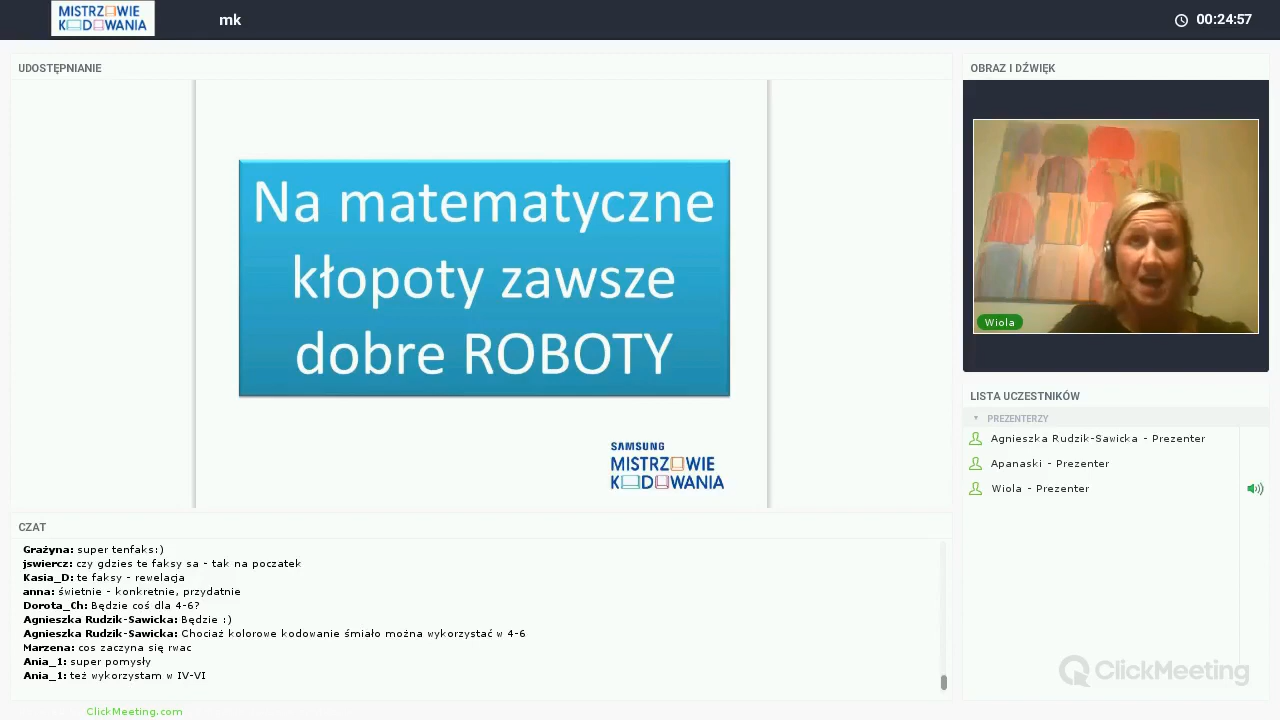 MISTRZOWIE
KODOWANIA
mk
00:24:57
UDOSTĘPNIANIE
Na matematyczne
kłopoty zawsze
dobre ROBOTY
SAMSUNG
MISTRZOWIE
KODOWANIA
CZAT
Grażyna: super tenfaks:)
jswiercz: czy gdzies te faksy sa - tak na poczatek
Kasia_D: te faksy - rewelacja
anna: świetnie - konkretnie, przydatnie
Dorota_Ch: Będzie coś dla 4-6?
Agnieszka Rudzik-Sawicka: Będzie :)
Agnieszka Rudzik-Sawicka: Chociaż kolorowe kodowanie śmiało można wykorzystać w 4-6
Marzena: cos zaczyna się rwac
Ania_1: super pomysły
Ania_1: też wykorzystam w IV-VI
ClickMeeting.com
OBRAZ I DŹWIĘK
Wiola
LISTA UCZESTNIKÓW
PREZENTERZY
Agnieszka Rudzik-Sawicka - Prezenter
Apanaski - Prezenter
Wiola - Prezenter
ClickMeeting